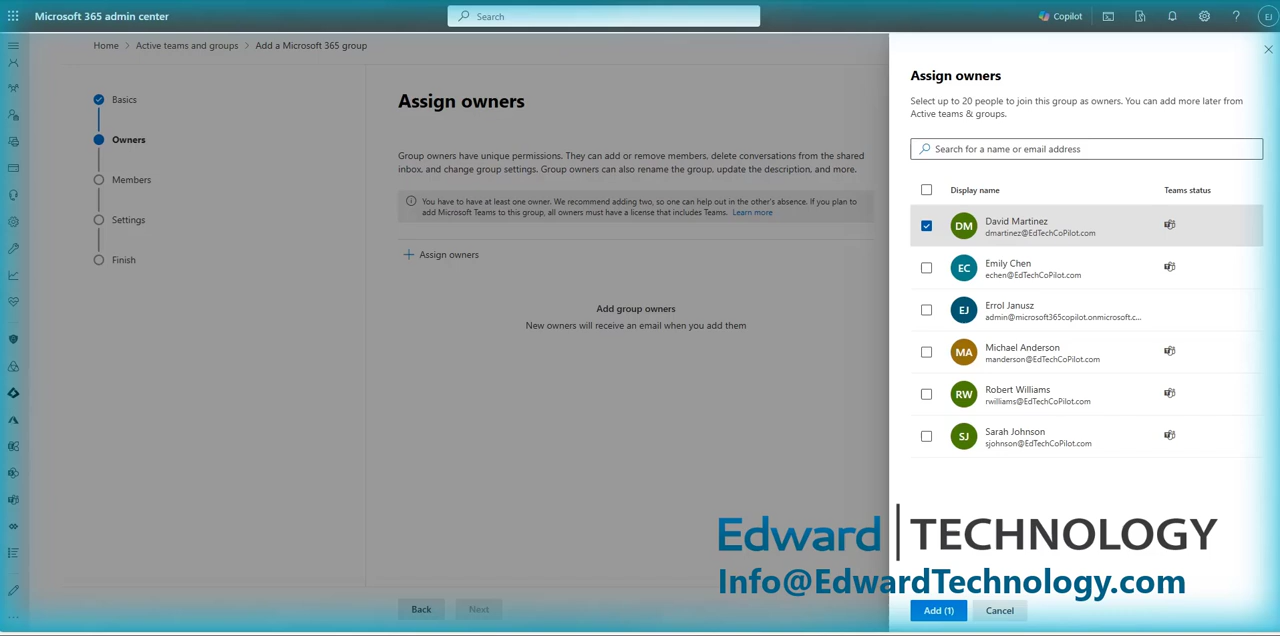 Microsoft 365 admin center
Search
Copilot
EJ
Home > Active teams and groups > Add a Microsoft 365 group
Basics
Owners
Members
Settings
Finish
Assign owners
Group owners have unique permissions. They can add or remove members, delete conversations from the shared
inbox, and change group settings. Group owners can also rename the group, update the description, and more.
You have to have at least one owner. We recommend adding two, so one can help out in the other's absence. If you plan to
add Microsoft Teams to this group, all owners must have a license that includes Teams. Learn more
Assign owners
Add group owners
New owners will receive an email when you add them
Back
Next
Assign owners
Select up to 20 people to join this group as owners. You can add more later from
Active teams & groups.
Search for a name or email address
Display name
Teams status
DM
David Martinez
dmartinez@EdTechCoPilot.com
EC
Emily Chen
echen@EdTechCoPilot.com
EJ
Errol Janusz
admin@microsoft365copilot.onmicrosoft.c...
MA
Michael Anderson
manderson@EdTechCoPilot.com
RW
Robert Williams
rwilliams@EdTechCoPilot.com
SJ
Sarah Johnson
sjohnson@EdTechCoPilot.com
Edward | TECHNOLOGY
Info@EdwardTechnology.com
Add (1)
Cancel